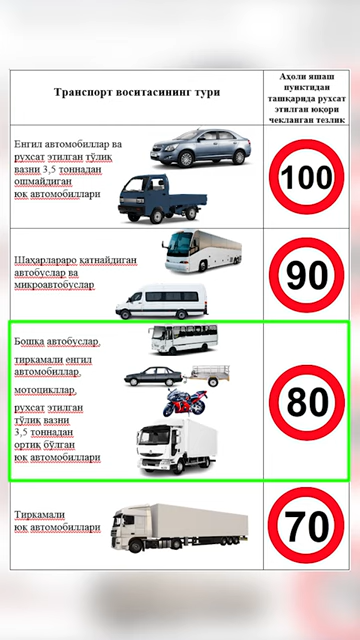 Транспорт воситасининг тури
Аҳоли яшаш
пунктидан
ташқарида рухсат
этилган юқори
чекланган тезлик
Енгил автомобиллар ва
рухсат этилган тўлиқ
вазни 3,5 тоннадан
ошмайдиган
юк автомобиллари
100
Шаҳарлараро қатнайдиган
автобуслар ва
микроавтобуслар
90
Бошқа автобуслар,
тиркамали енгил
автомобиллар,
мотоцикллар,
рухсат этилган
тўлиқ вазни
3,5 тоннадан
ортиқ бўлган
юк автомобиллари
80
Тиркамали
юк автомобиллари
70